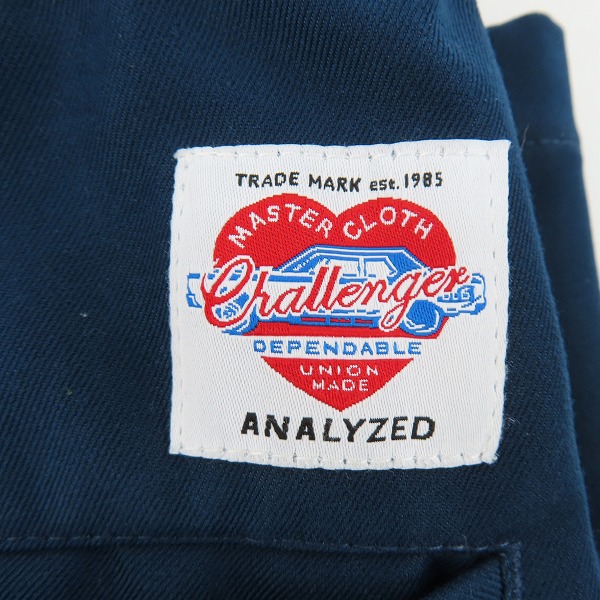 TRADE MARK est.1985
MASTER CLOTH
Challenger
DEPENDABLE
UNION
MADE
ANALYZED